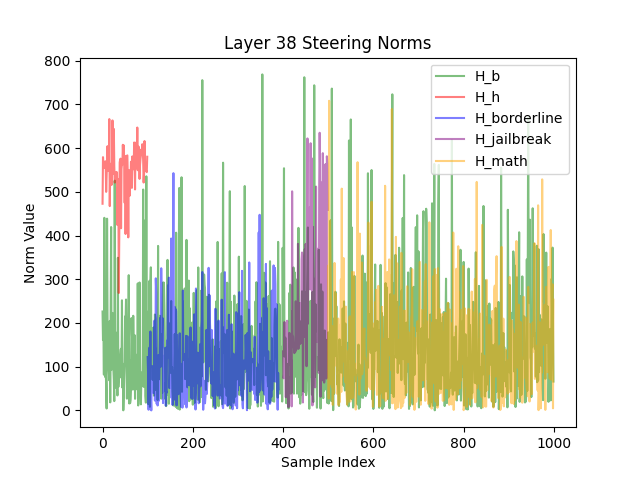 Layer 38 Steering Norms
800
700
600
500
400
300
200
100
0
Norm Value
H_b
H_h
H_borderline
H_jailbreak
H_math
0 200 400 600 800 1000
Sample Index